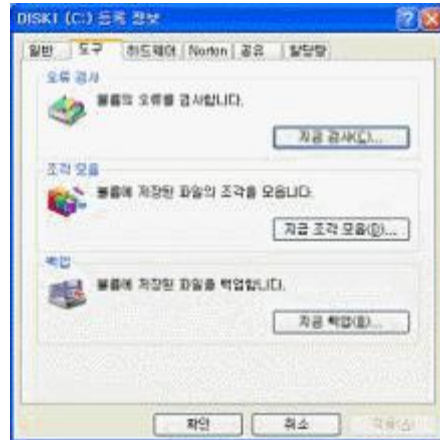 DISK1 (C:) 등록 정보
일반 도구 하드웨어 Norton 공유 할당량
오류 검사
볼륨의 오류를 검사합니다.
지금 검사(C)...
조각 모음
볼륨에 저장된 파일의 조각을 모읍니다.
지금 조각 모음(D)...
백업
볼륨에 저장된 파일을 백업합니다.
지금 백업(B)...
확인 취소 적용(A)